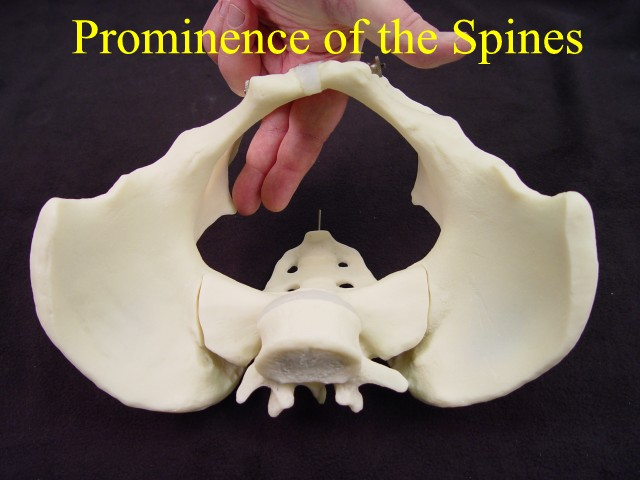 Prominence of the Spines